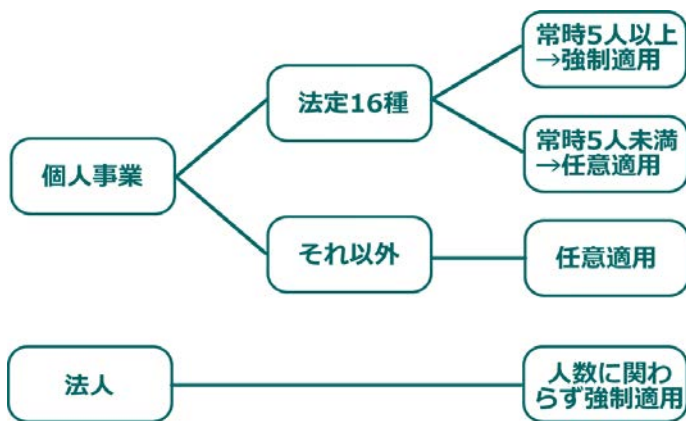 常時5人以上
→強制適用
法定16種
常時5人未満
→任意適用
個人事業
それ以外
任意適用
法人
人数に関わ
らず強制適用